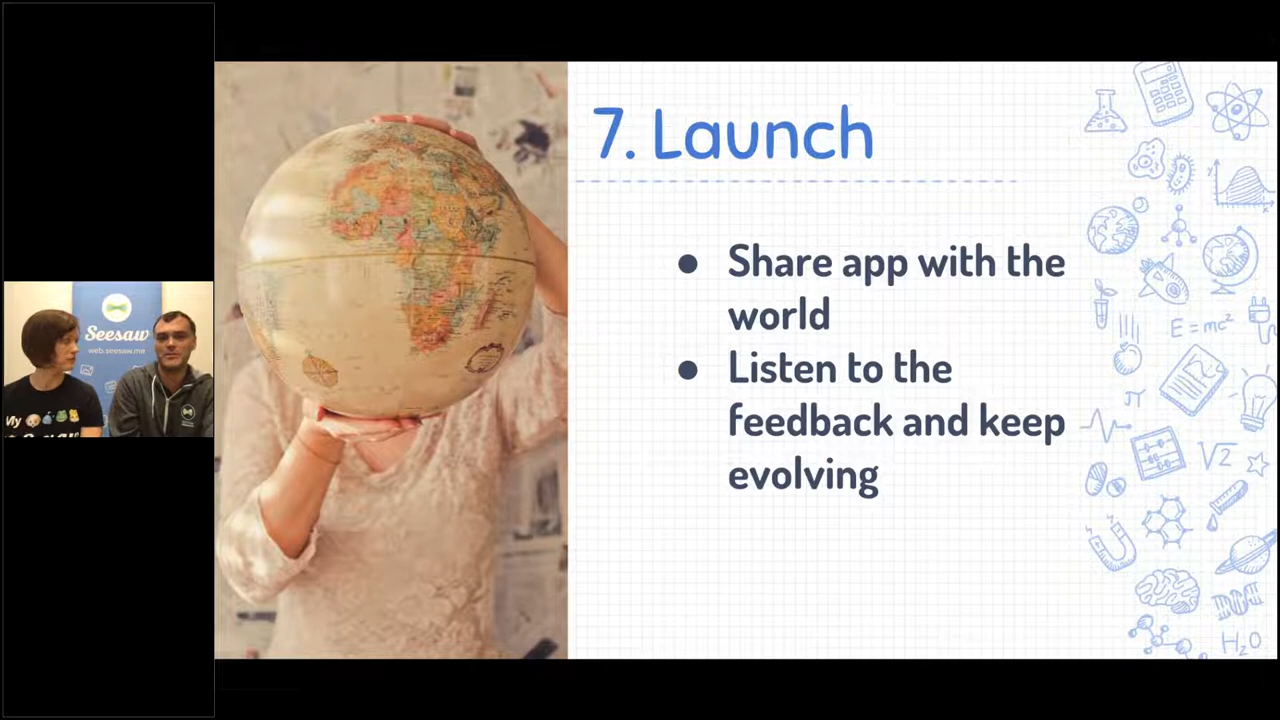 7. Launch
● Share app with the
world
● Listen to the
feedback and keep
evolving
Seesaw
web.seesaw.me
My
y
x
E=mc²
π
√2
H₂O